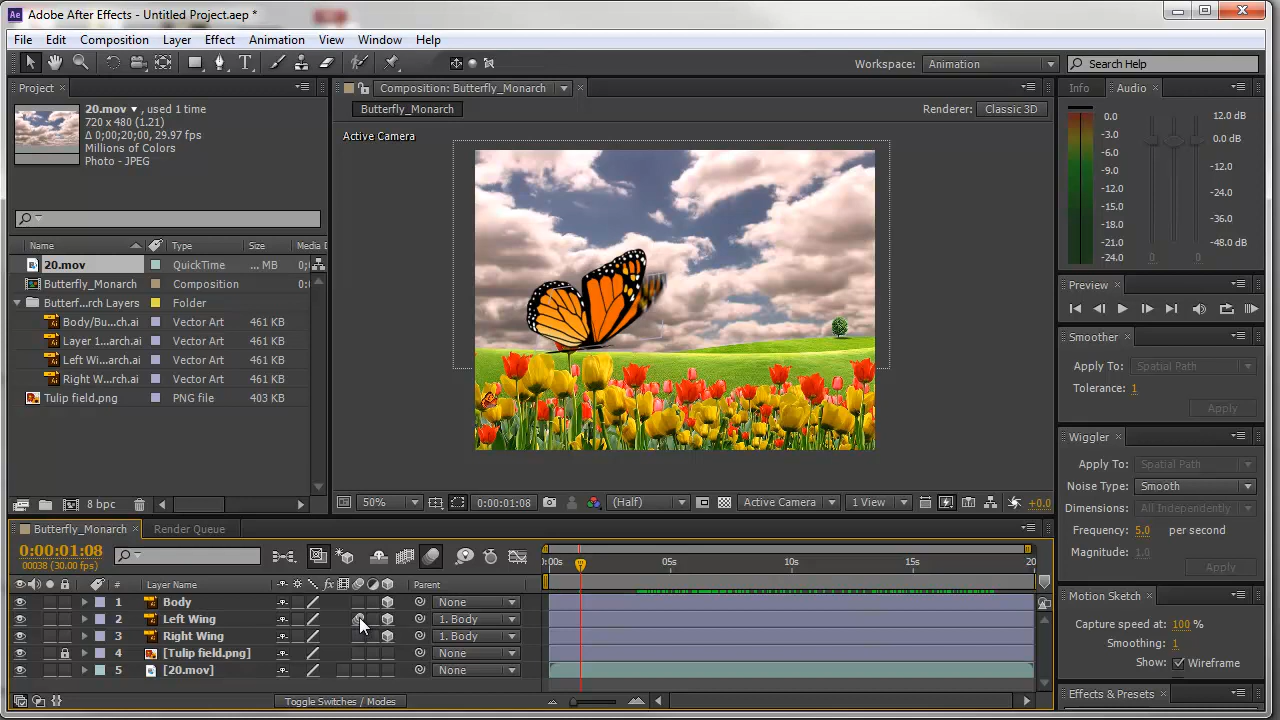 Ae Adobe After Effects - Untitled Project.aep *
File Edit Composition Layer Effect Animation View Window Help
Workspace: Animation Search Help
Project
20.mov ▼ , used 1 time
720 x 480 (1.21)
Δ 0;00;20;00, 29.97 fps
Millions of Colors
Photo - JPEG
Name Type Size Media D
20.mov QuickTime ... MB 0;
Butterfly_Monarch Composition 0:
Butterf...rch Layers Folder
Body/Bu...ch.ai Vector Art 461 KB
Layer 1...rch.ai Vector Art 461 KB
Left Wi...rch.ai Vector Art 461 KB
Right W...rch.ai Vector Art 461 KB
Tulip field.png PNG file 403 KB
8 bpc
Composition: Butterfly_Monarch
Butterfly_Monarch
Renderer: Classic 3D
Active Camera
50% 0:00:01:08 (Half) Active Camera 1 View +0.0
Info Audio
0.0 12.0 dB
-3.0 0.0 dB
-6.0
-9.0 -12.0
-12.0 -24.0
-15.0
-18.0 -36.0
-21.0
-24.0 -48.0 dB
0 0
Preview
Smoother
Apply To: Spatial Path
Tolerance: 1
Apply
Wiggler
Apply To: Spatial Path
Noise Type: Smooth
Dimensions: All Independently
Frequency: 5.0 per second
Magnitude: 1.0
Apply
Motion Sketch
Capture speed at: 100 %
Smoothing: 1
Show: Wireframe
Effects & Presets
Butterfly_Monarch Render Queue
0:00:01:08
00038 (30.00 fps)
:00s 05s 10s 15s 20
# Layer Name fx Parent
1 Body None
2 Left Wing 1. Body
3 Right Wing 1. Body
4 [Tulip field.png] None
5 [20.mov] None
Toggle Switches / Modes